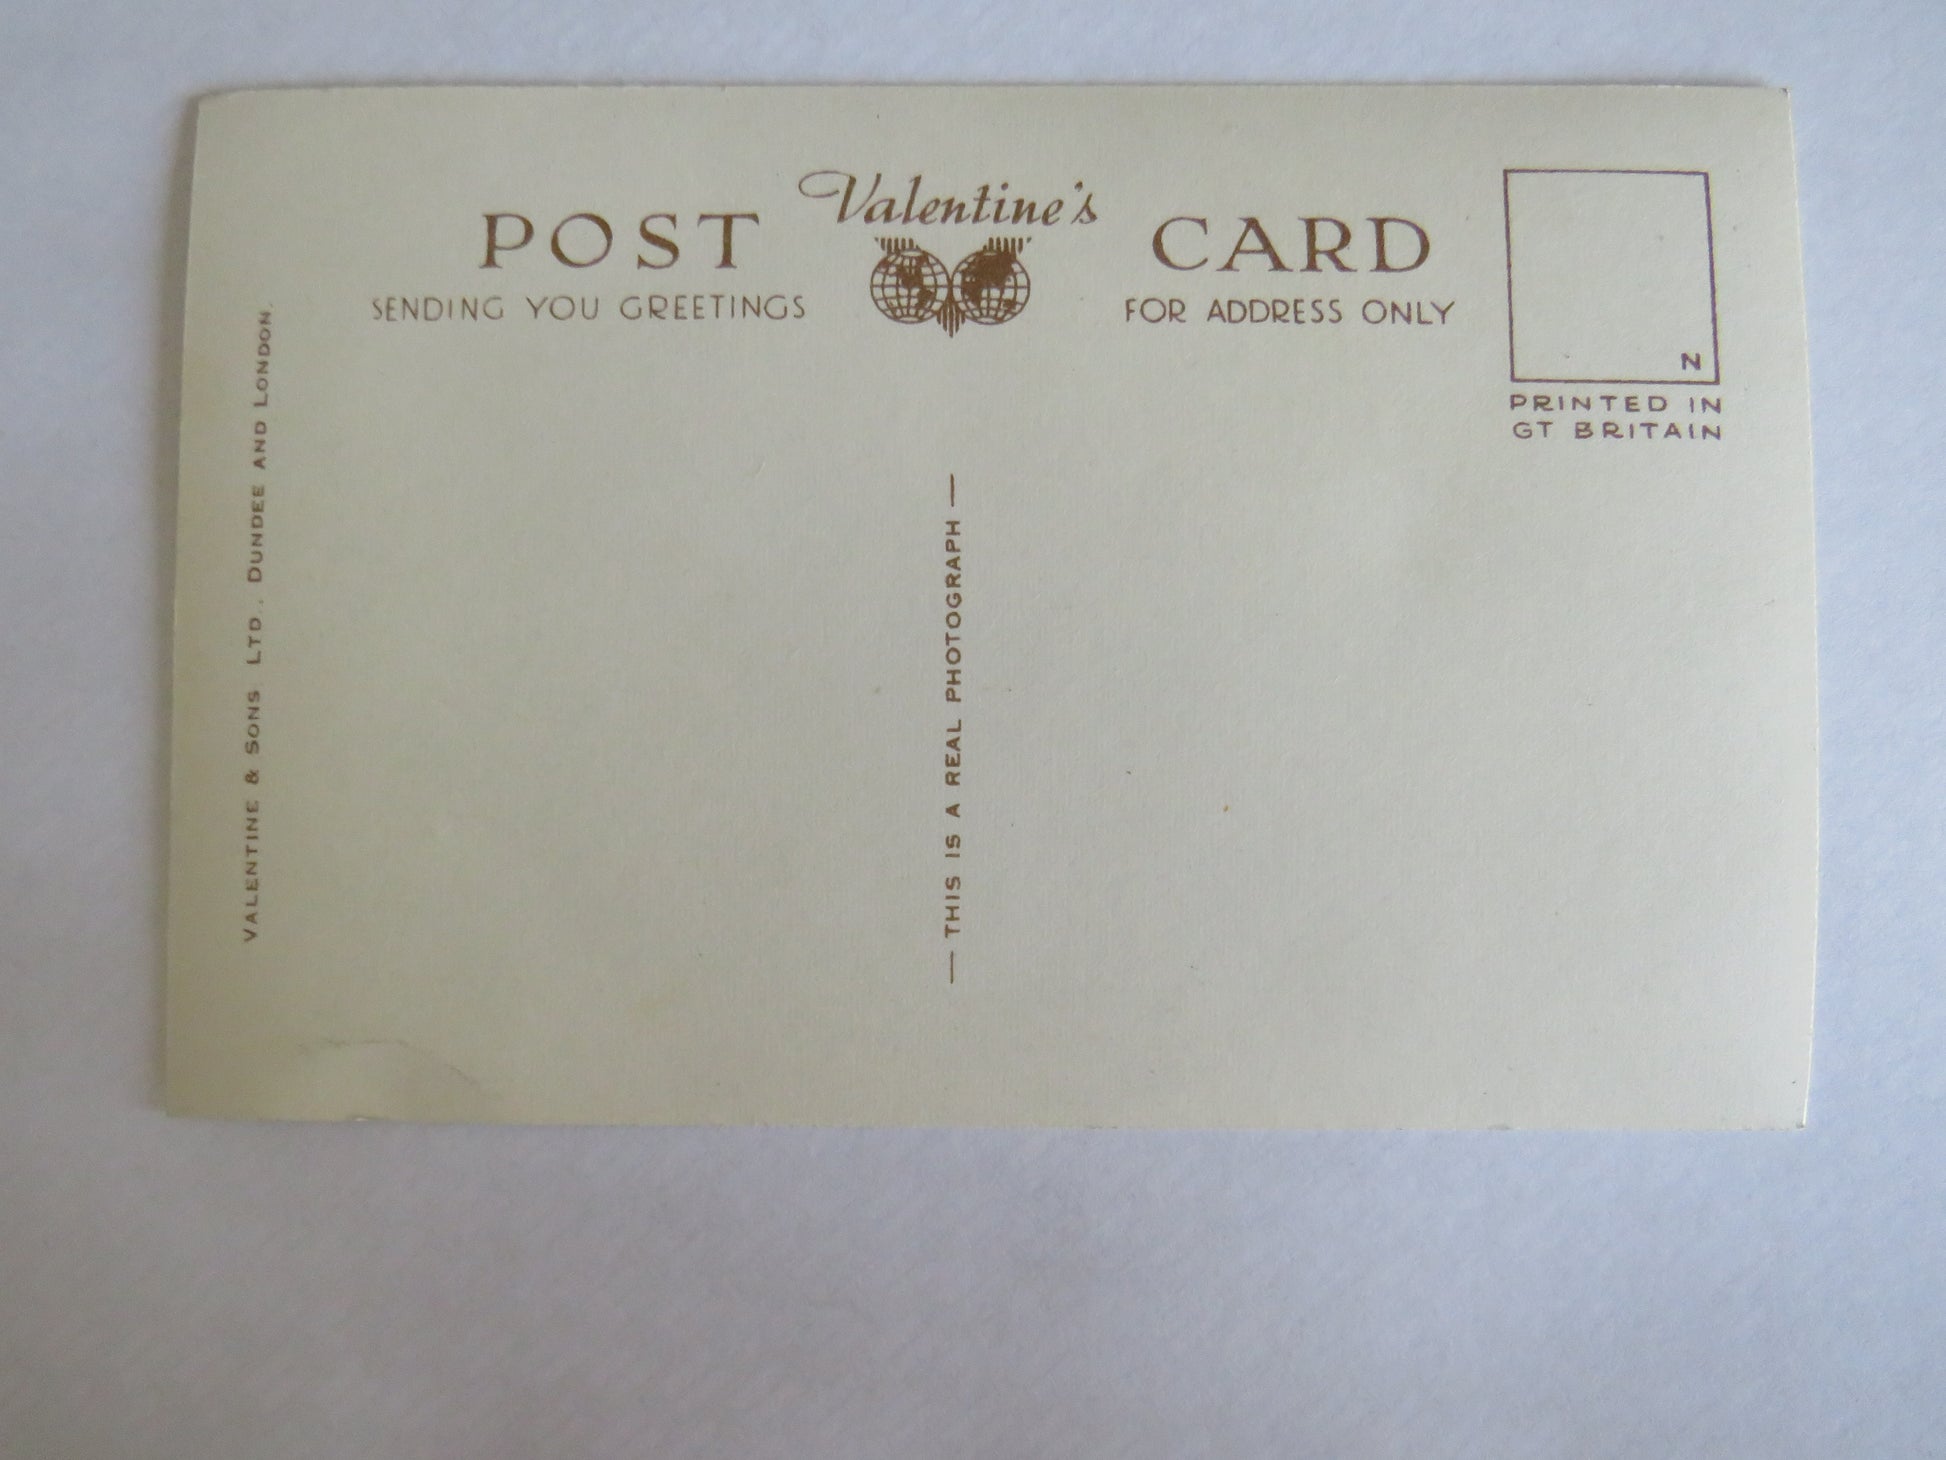 Valentine's
POST CARD
SENDING YOU GREETINGS
FOR ADDRESS ONLY
N
PRINTED IN
GT BRITAIN
VALENTINE & SONS. LTD., DUNDEE AND LONDON.
— THIS IS A REAL PHOTOGRAPH —